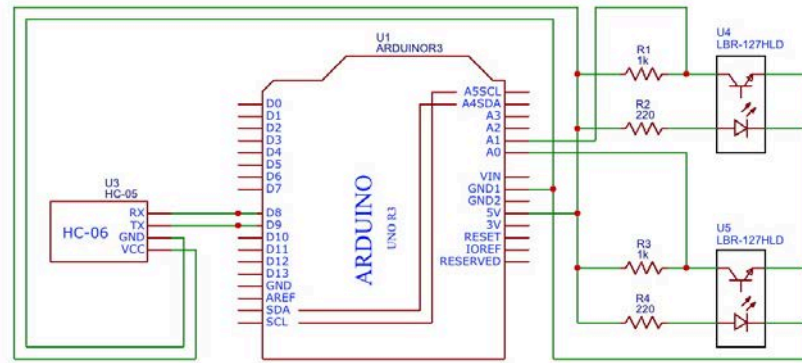 U1
ARDUINOR3
D0
D1
D2
D3
D4
D5
D6
D7
D8
D9
D10
D11
D12
D13
GND
AREF
SDA
SCL
ARDUINO
UNO R3
A5SCL
A4SDA
A3
A2
A1
A0
VIN
GND1
GND2
5V
3V
RESET
IOREF
RESERVED
U3
HC-05
HC-06
RX
TX
GND
VCC
R1
1k
R2
220
U4
LBR-127HLD
R3
1k
R4
220
U5
LBR-127HLD